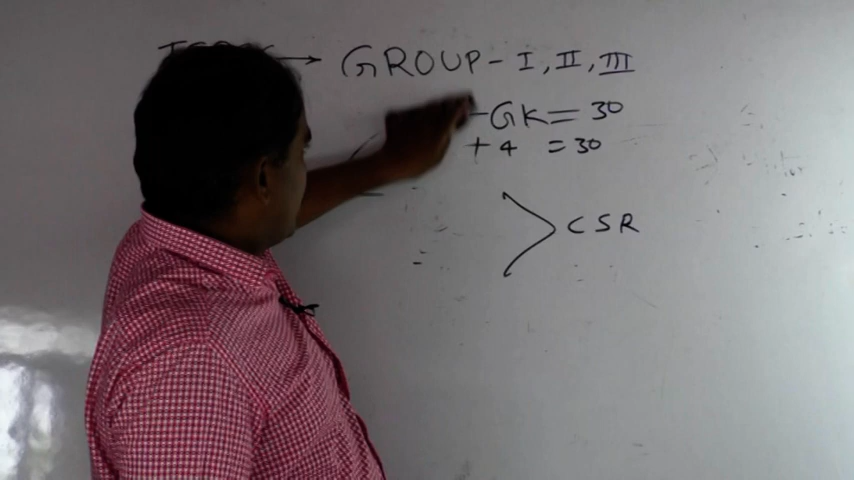 → GROUP - I, II, III
- GK = 30
+ 4 = 30
CSR